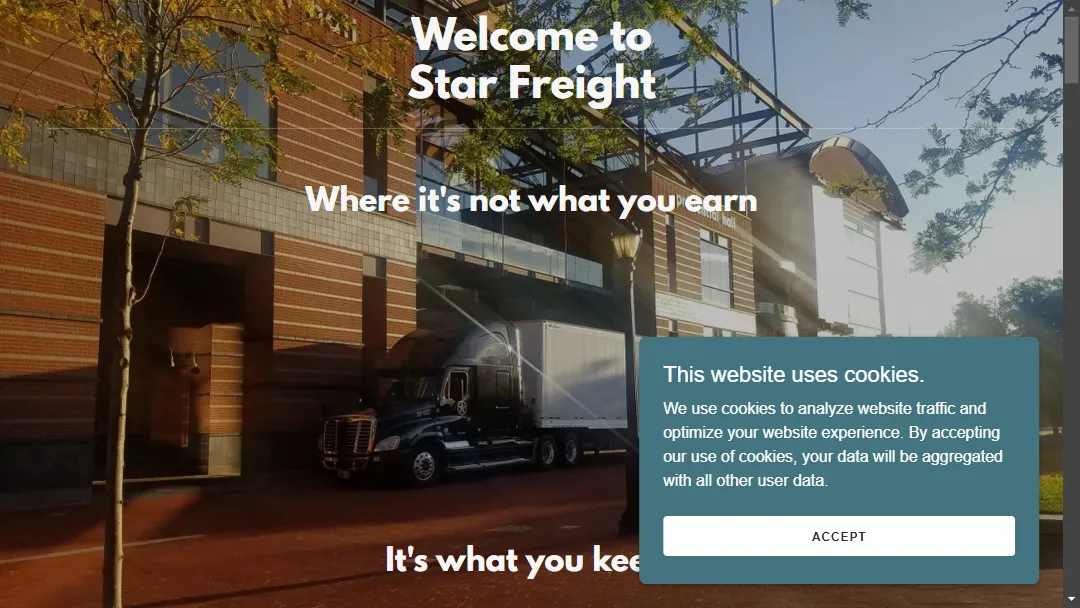 Welcome to
Star Freight
Where it's not what you earn
It's what you kee
This website uses cookies.
We use cookies to analyze website traffic and
optimize your website experience. By accepting
our use of cookies, your data will be aggregated
with all other user data.
ACCEPT